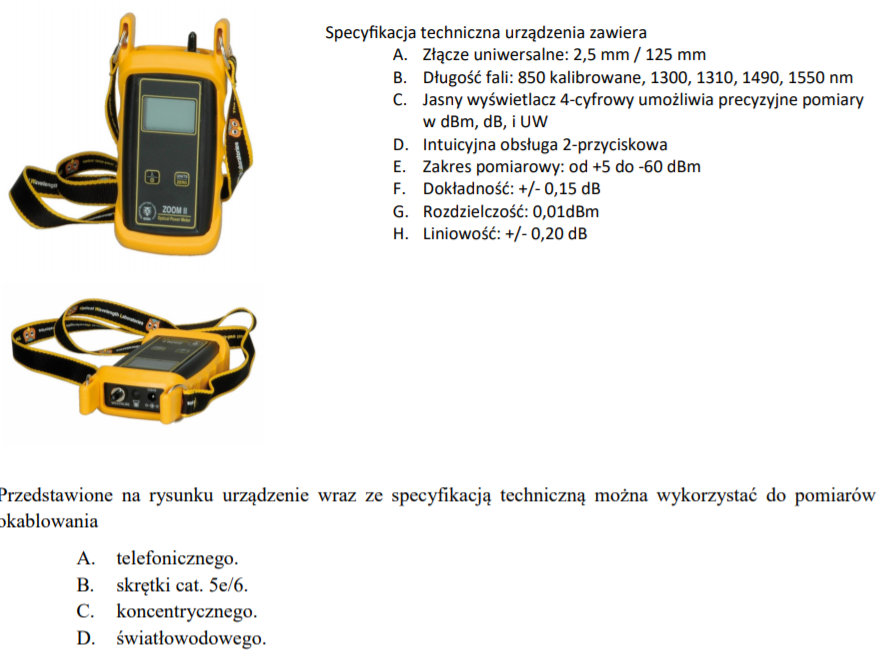 Specyfikacja techniczna urządzenia zawiera
A. Złącze uniwersalne: 2,5 mm / 125 mm
B. Długość fali: 850 kalibrowane, 1300, 1310, 1490, 1550 nm
C. Jasny wyświetlacz 4-cyfrowy umożliwia precyzyjne pomiary
w dBm, dB, i UW
D. Intuicyjna obsługa 2-przyciskowa
E. Zakres pomiarowy: od +5 do -60 dBm
F. Dokładność: +/- 0,15 dB
G. Rozdzielczość: 0,01dBm
H. Liniowość: +/- 0,20 dB
ZOOM II
Optical Power Meter
Optical Wavelength Laboratories
Przedstawione na rysunku urządzenie wraz ze specyfikacją techniczną można wykorzystać do pomiarów
okablowania
A. telefonicznego.
B. skrętki cat. 5e/6.
C. koncentrycznego.
D. światłowodowego.